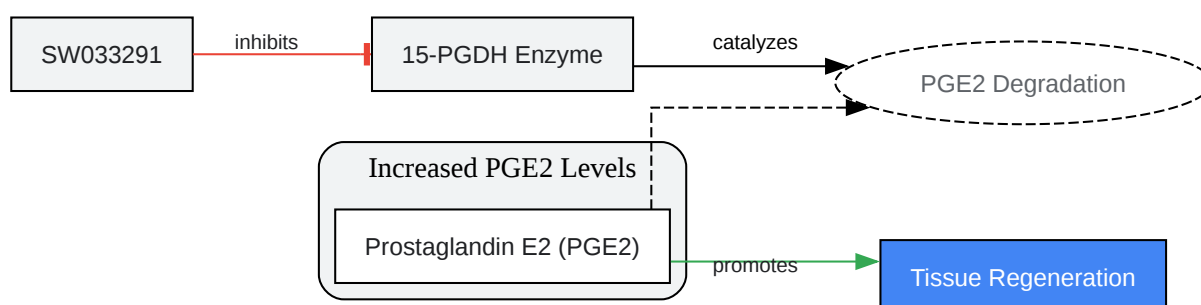 SW033291
inhibits
15-PGDH Enzyme
catalyzes
PGE2 Degradation
Increased PGE2 Levels
Prostaglandin E2 (PGE2)
promotes
Tissue Regeneration